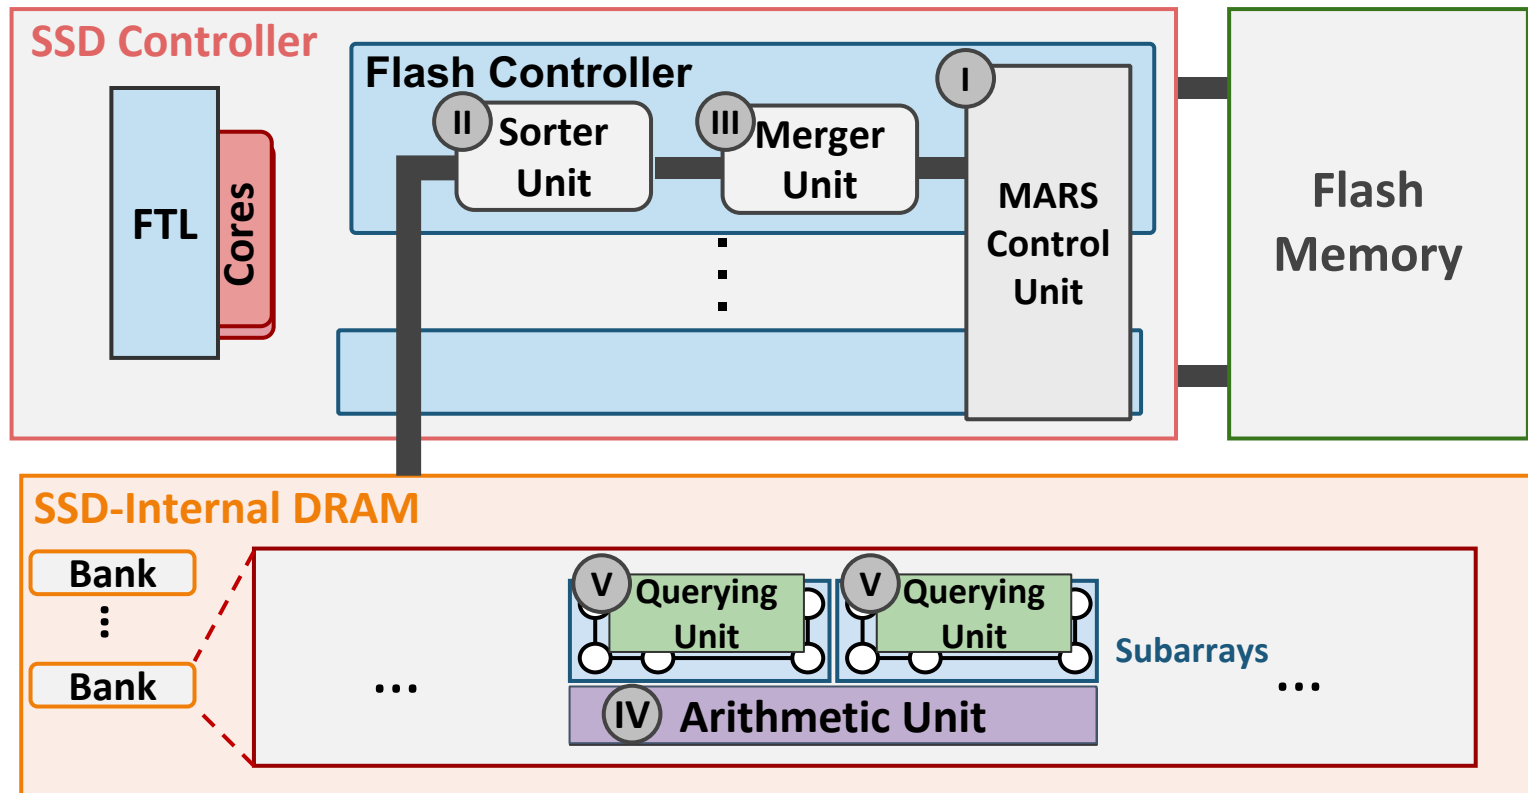 SSD Controller
Flash Controller
I
II
Sorter
Unit
III
Merger
Unit
MARS
Control
Unit
FTL
Cores
Flash
Memory
SSD-Internal DRAM
Bank
Bank
V
Querying
Unit
V
Querying
Unit
Subarrays
...
...
IV
Arithmetic Unit